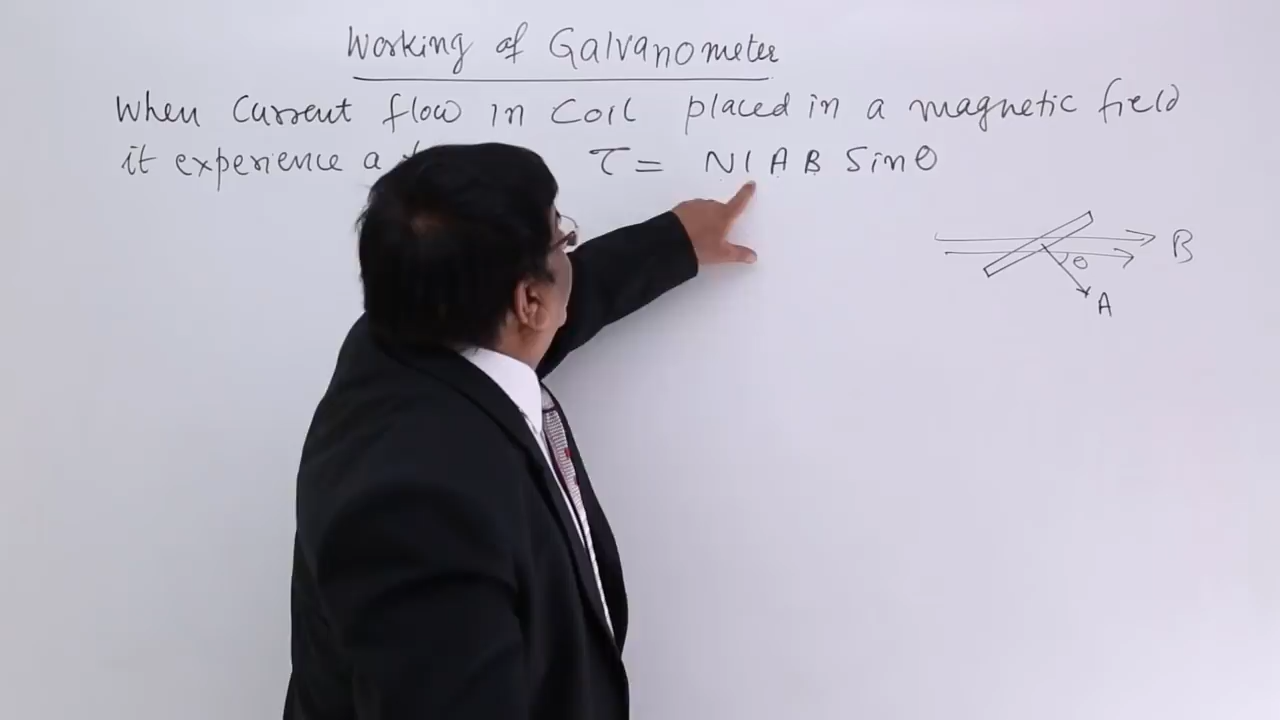 Working of Galvanometer
When Current flow in Coil placed in a magnetic field
it experience a τ = NIAB Sinθ
B
θ
A